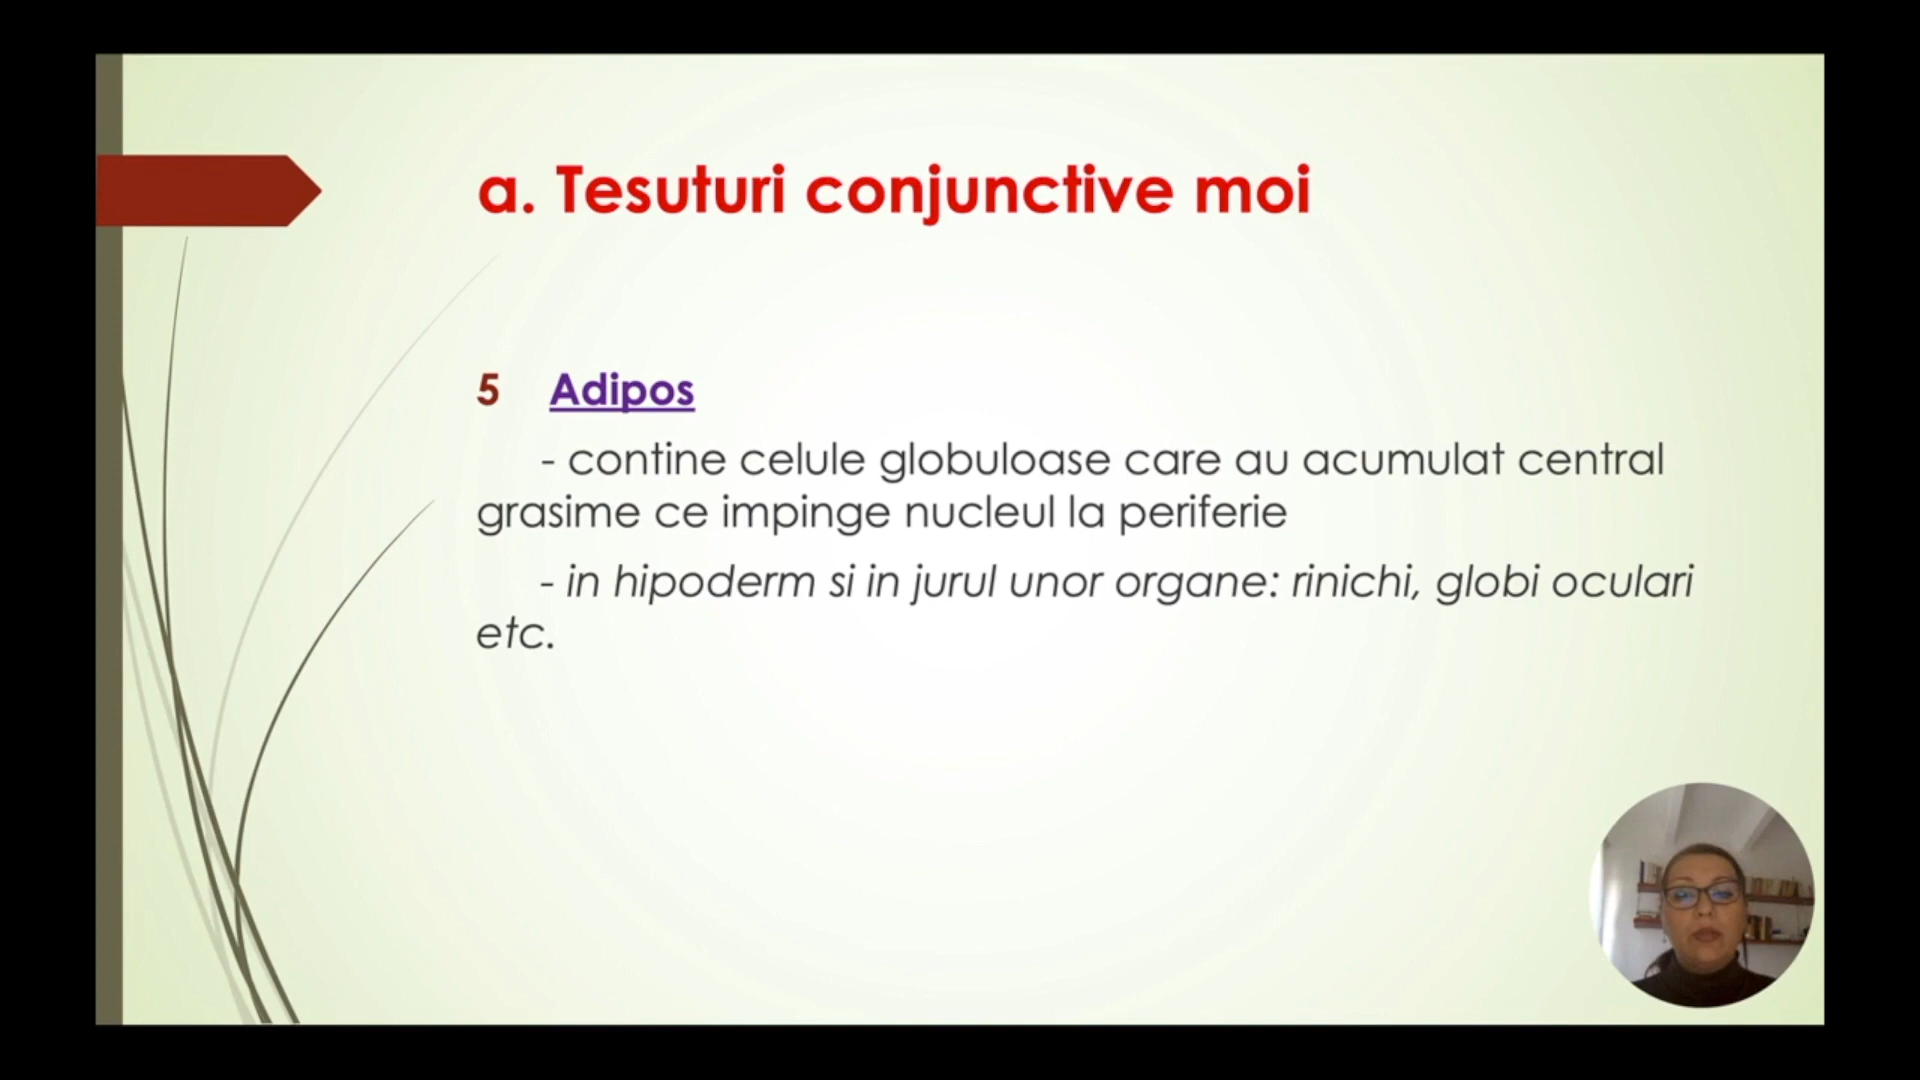 a. Tesuturi conjunctive moi
5 Adipos
- contine celule globuloase care au acumulat central
grasime ce impinge nucleul la periferie
- in hipoderm si in jurul unor organe: rinichi, globi oculari
etc.